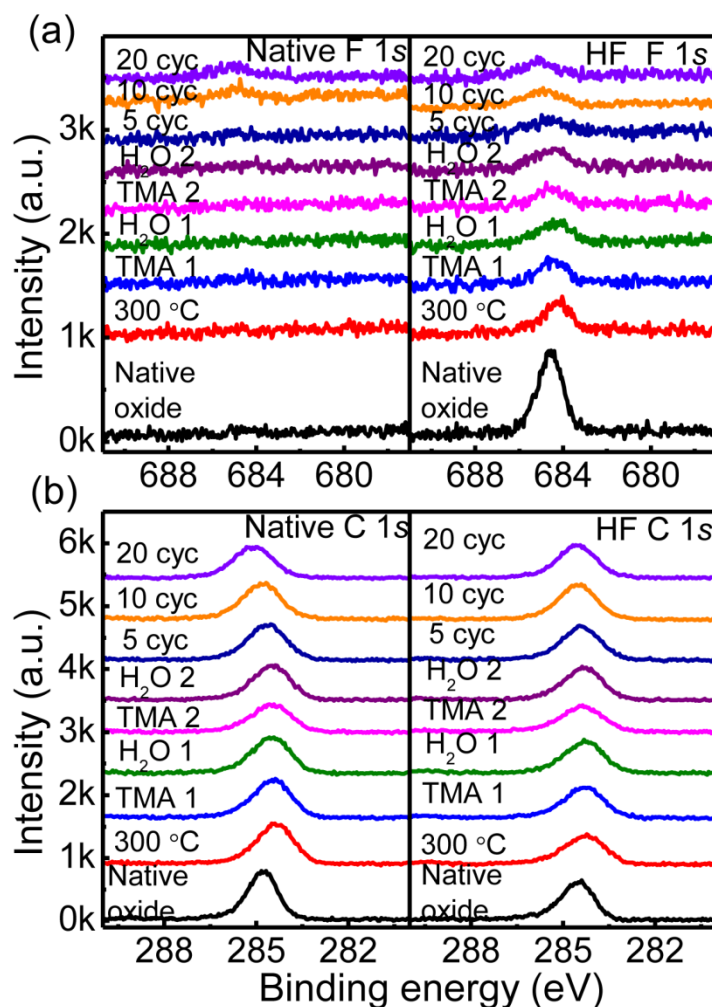 (a)
Native F 1s
HF F 1s
20 cyc
10 cyc
5 cyc
H₂O 2
TMA 2
H₂O 1
TMA 1
300 °C
Native
oxide
20 cyc
10 cyc
5 cyc
H₂O 2
TMA 2
H₂O 1
TMA 1
300 °C
Native
oxide
3k
2k
1k
0k
Intensity (a.u.)
688 684 680 688 684 680
(b)
Native C 1s
HF C 1s
20 cyc
10 cyc
5 cyc
H₂O 2
TMA 2
H₂O 1
TMA 1
300 °C
Native
oxide
20 cyc
10 cyc
5 cyc
H₂O 2
TMA 2
H₂O 1
TMA 1
300 °C
Native
oxide
6k
5k
4k
3k
2k
1k
0k
Intensity (a.u.)
288 285 282 288 285 282
Binding energy (eV)